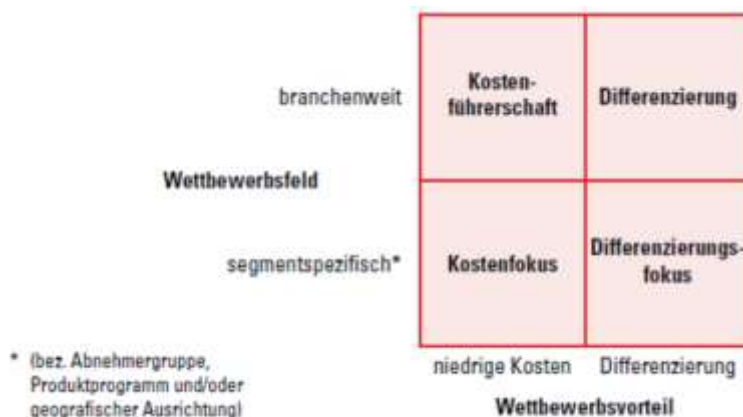 Kosten-
führerschaft
Differenzierung
branchenweit
Wettbewerbsfeld
segmentspezifisch*
Kostenfokus
Differenzierungs-
fokus
niedrige Kosten
Differenzierung
Wettbewerbsvorteil
* (bez. Abnehmergruppe,
Produktprogramm und/oder
geografischer Ausrichtung)